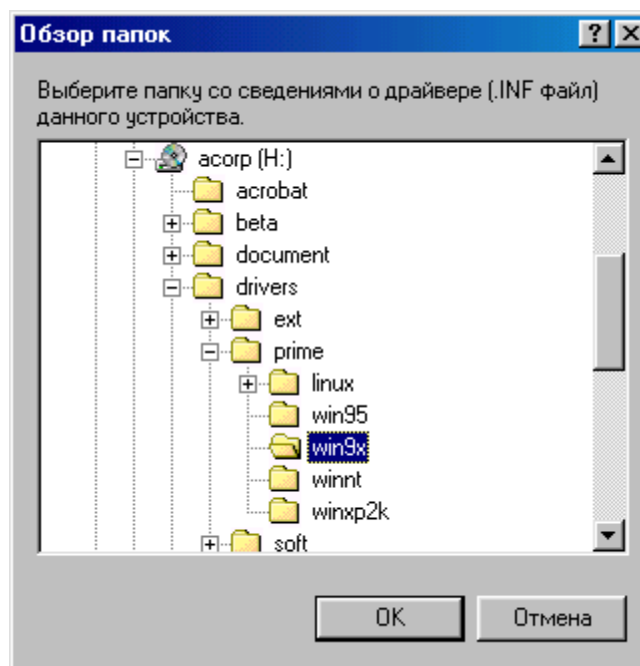 Обзор папок
Выберите папку со сведениями о драйвере (.INF файл)
данного устройства.
acorp (H:)
acrobat
beta
document
drivers
ext
prime
linux
win95
win9x
winnt
winxp2k
soft
OK
Отмена